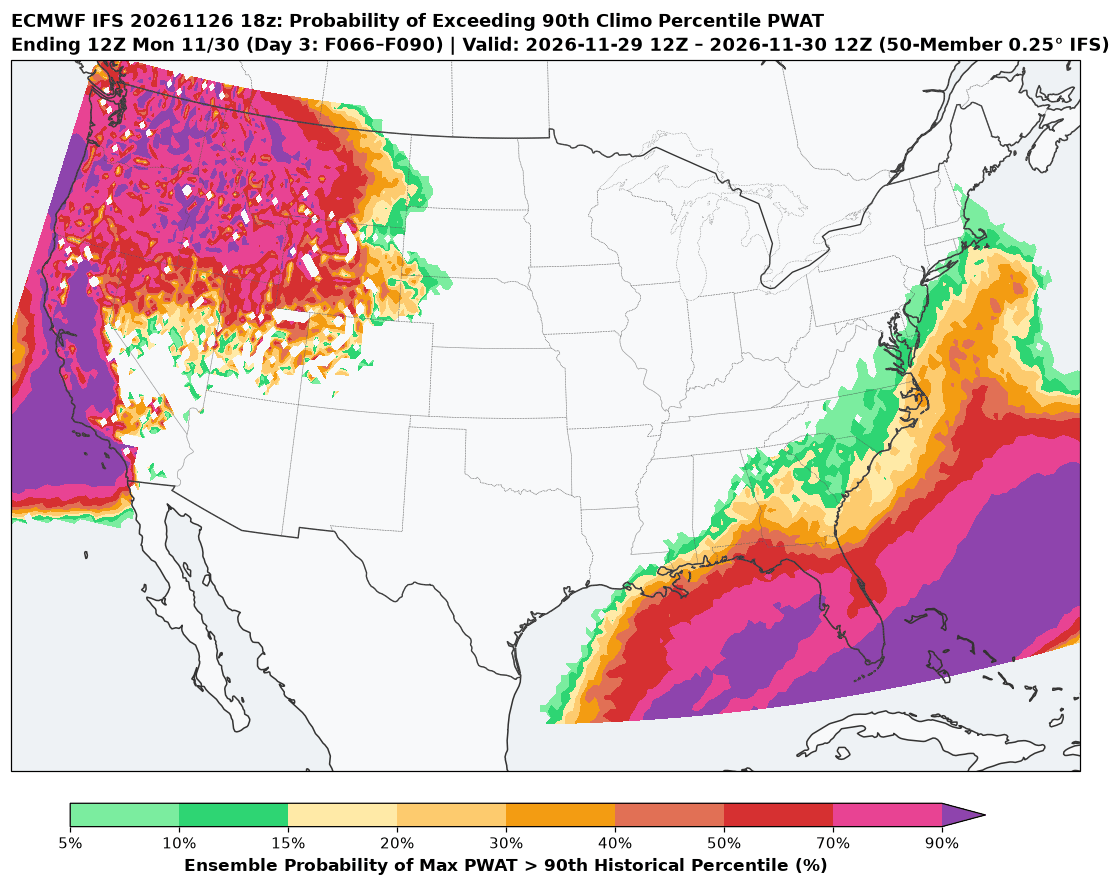 ECMWF IFS 20261126 18z: Probability of Exceeding 90th Climo Percentile PWAT
Ending 12Z Mon 11/30 (Day 3: F066–F090) | Valid: 2026-11-29 12Z – 2026-11-30 12Z (50-Member 0.25° IFS)
5% 10% 15% 20% 30% 40% 50% 70% 90%
Ensemble Probability of Max PWAT > 90th Historical Percentile (%)